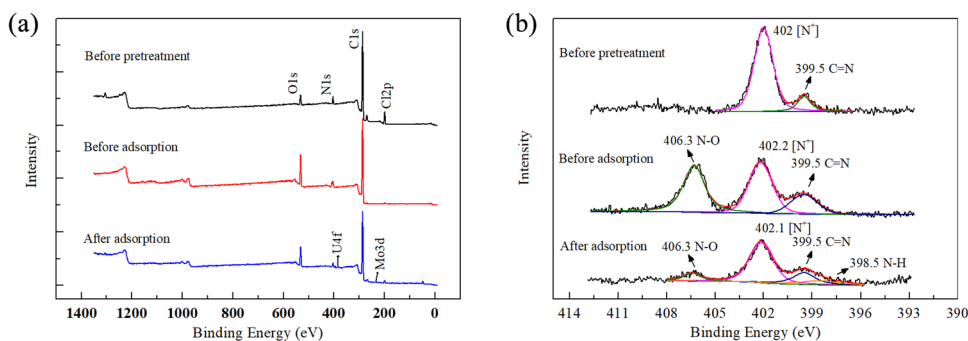 (a)
Intensity
Before pretreatment
O1s
N1s
C1s
Cl2p
Before adsorption
After adsorption
U4f
Mo3d
1400 1200 1000 800 600 400 200 0
Binding Energy (eV)
(b)
Intensity
402 [N⁺]
Before pretreatment
399.5 C=N
Before adsorption
406.3 N-O
402.2 [N⁺]
399.5 C=N
After adsorption
406.3 N-O
402.1 [N⁺]
399.5 C=N
398.5 N-H
414 411 408 405 402 399 396 393 390
Binding Energy (eV)